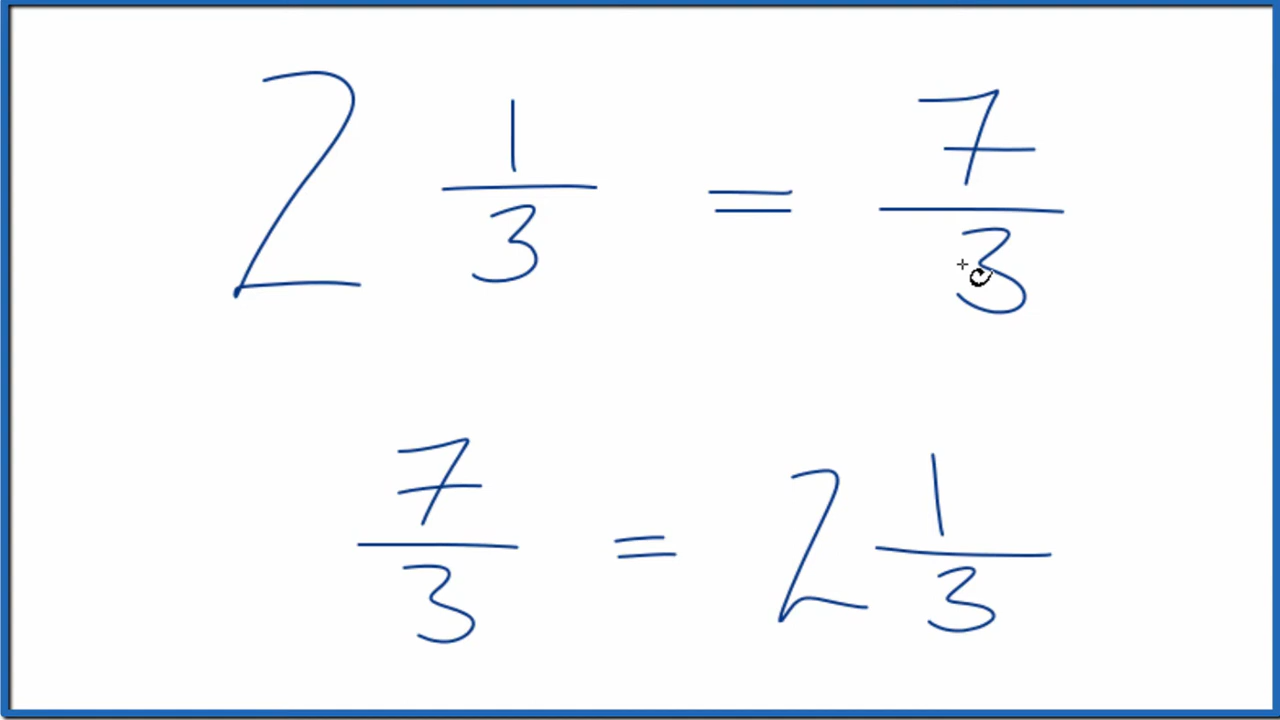 2 1/3 = 7/3
7/3 = 2 1/3